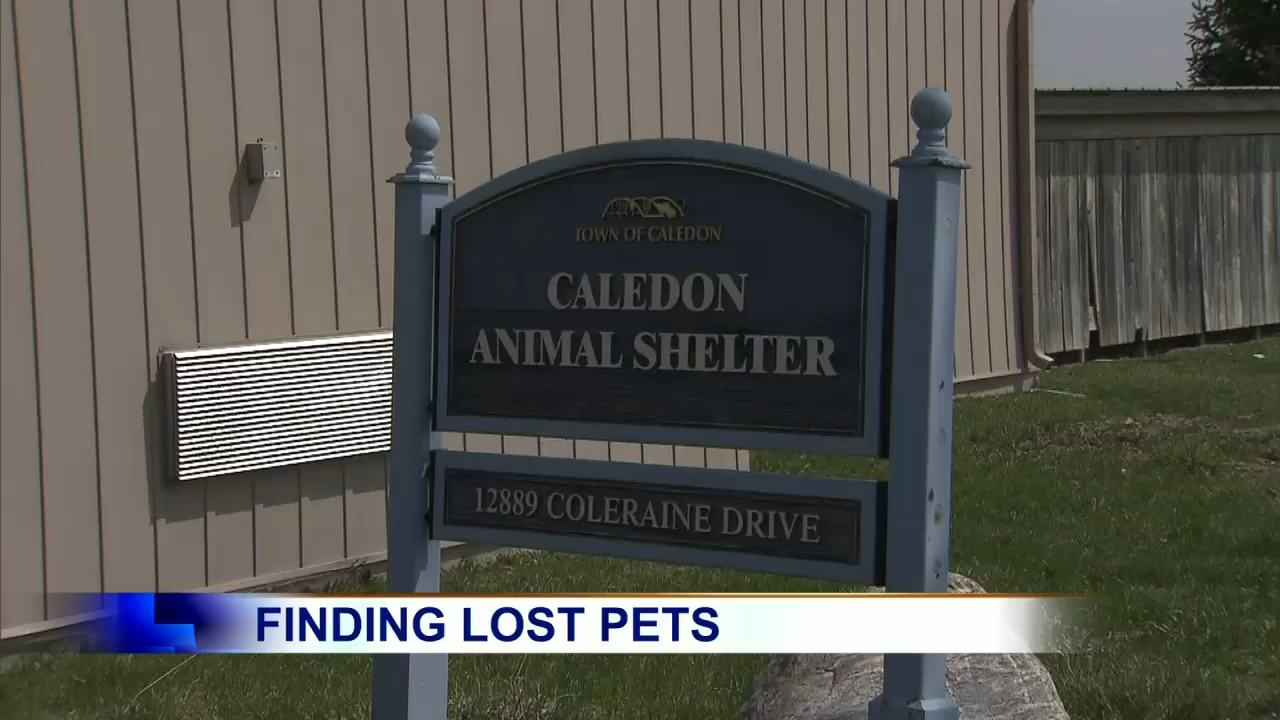 TOWN OF CALEDON
CALEDON
ANIMAL SHELTER
12889 COLERAINE DRIVE
FINDING LOST PETS